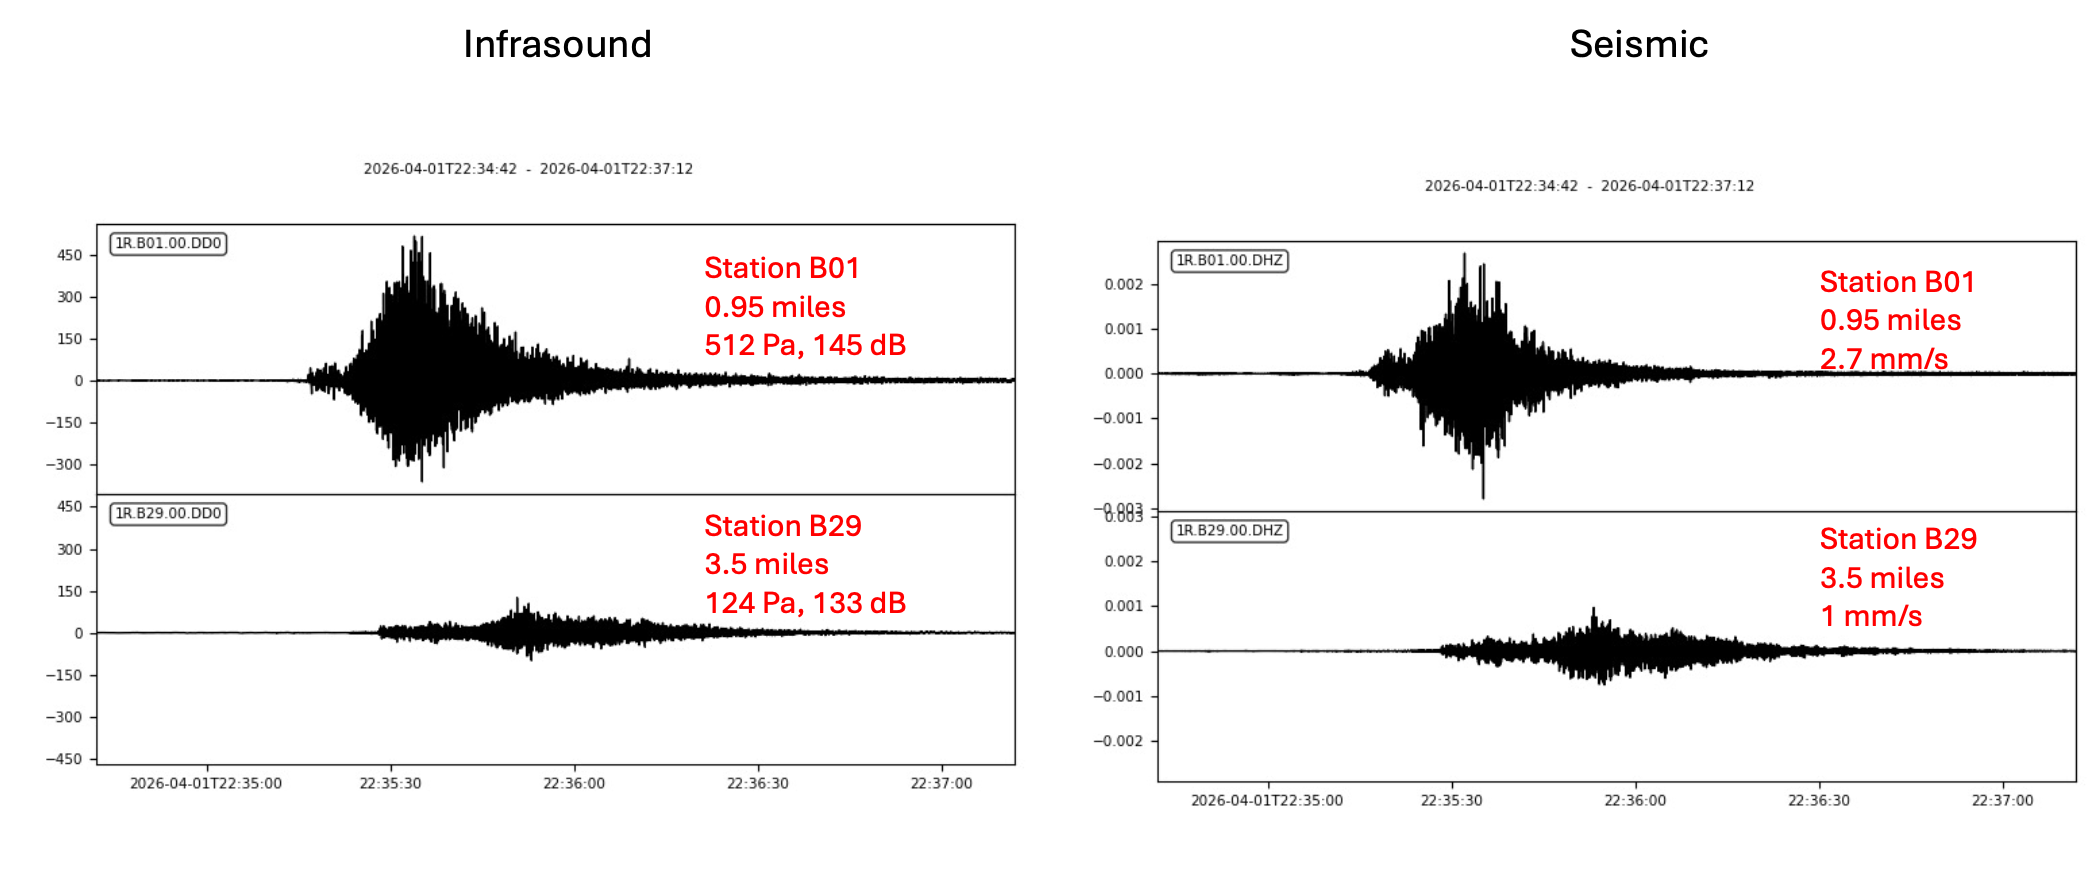 Infrasound
2026-04-01T22:34:42 - 2026-04-01T22:37:12
1R.B01.00.DD0
450
300
150
0
−150
−300
Station B01
0.95 miles
512 Pa, 145 dB
1R.B29.00.DD0
450
300
150
0
−150
−300
−450
Station B29
3.5 miles
124 Pa, 133 dB
2026-04-01T22:35:00 22:35:30 22:36:00 22:36:30 22:37:00
Seismic
2026-04-01T22:34:42 - 2026-04-01T22:37:12
1R.B01.00.DHZ
0.002
0.001
0.000
−0.001
−0.002
−0.003
Station B01
0.95 miles
2.7 mm/s
1R.B29.00.DHZ
0.003
0.002
0.001
0.000
−0.001
−0.002
Station B29
3.5 miles
1 mm/s
2026-04-01T22:35:00 22:35:30 22:36:00 22:36:30 22:37:00